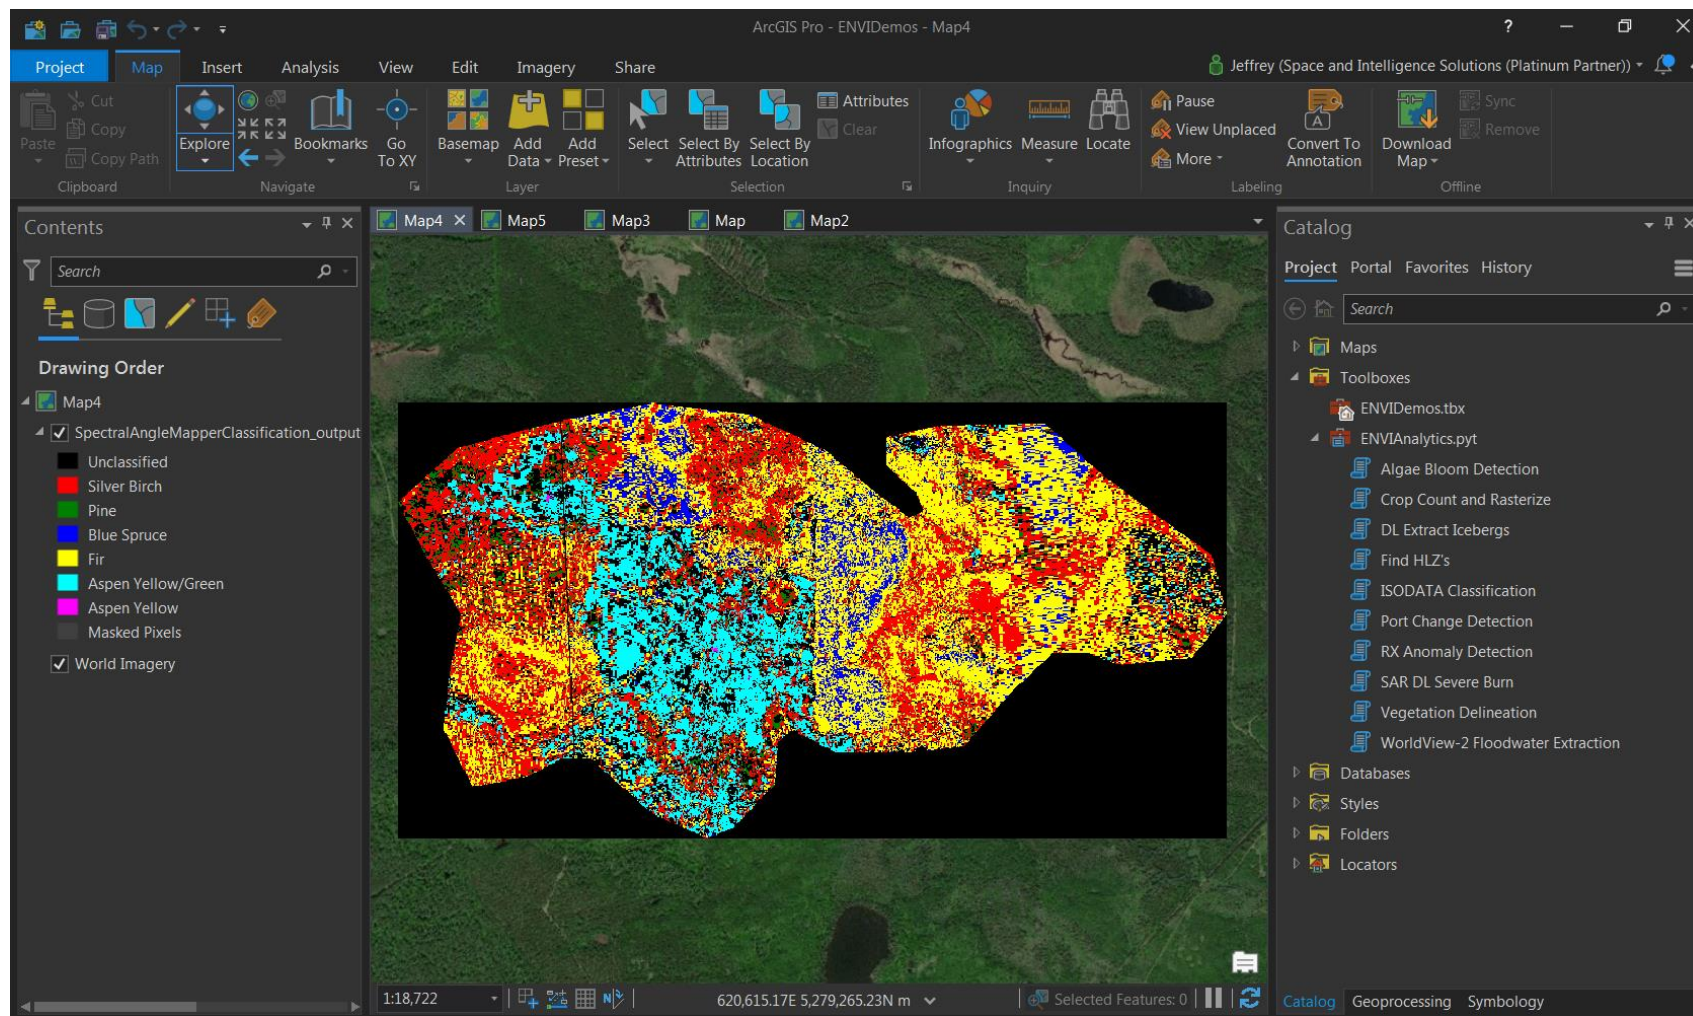 ArcGIS Pro - ENVIDemos - Map4
?
Project Map Insert Analysis View Edit Imagery Share
Jeffrey (Space and Intelligence Solutions (Platinum Partner))
Paste
Cut
Copy
Copy Path
Clipboard
Explore
Bookmarks
Go
To XY
Navigate
Basemap
Add
Data
Add
Preset
Layer
Select
Select By
Attributes
Select By
Location
Attributes
Clear
Selection
Infographics
Measure
Locate
Inquiry
Pause
View Unplaced
More
Convert To
Annotation
Labeling
Download
Map
Sync
Remove
Offline
Contents
Search
Drawing Order
Map4
SpectralAngleMapperClassification_output
Unclassified
Silver Birch
Pine
Blue Spruce
Fir
Aspen Yellow/Green
Aspen Yellow
Masked Pixels
World Imagery
Map4 Map5 Map3 Map Map2
1:18,722
620,615.17E 5,279,265.23N m
Selected Features: 0
Catalog
Project Portal Favorites History
Search
Maps
Toolboxes
ENVIDemos.tbx
ENVIAnalytics.pyt
Algae Bloom Detection
Crop Count and Rasterize
DL Extract Icebergs
Find HLZ's
ISODATA Classification
Port Change Detection
RX Anomaly Detection
SAR DL Severe Burn
Vegetation Delineation
WorldView-2 Floodwater Extraction
Databases
Styles
Folders
Locators
Catalog Geoprocessing Symbology